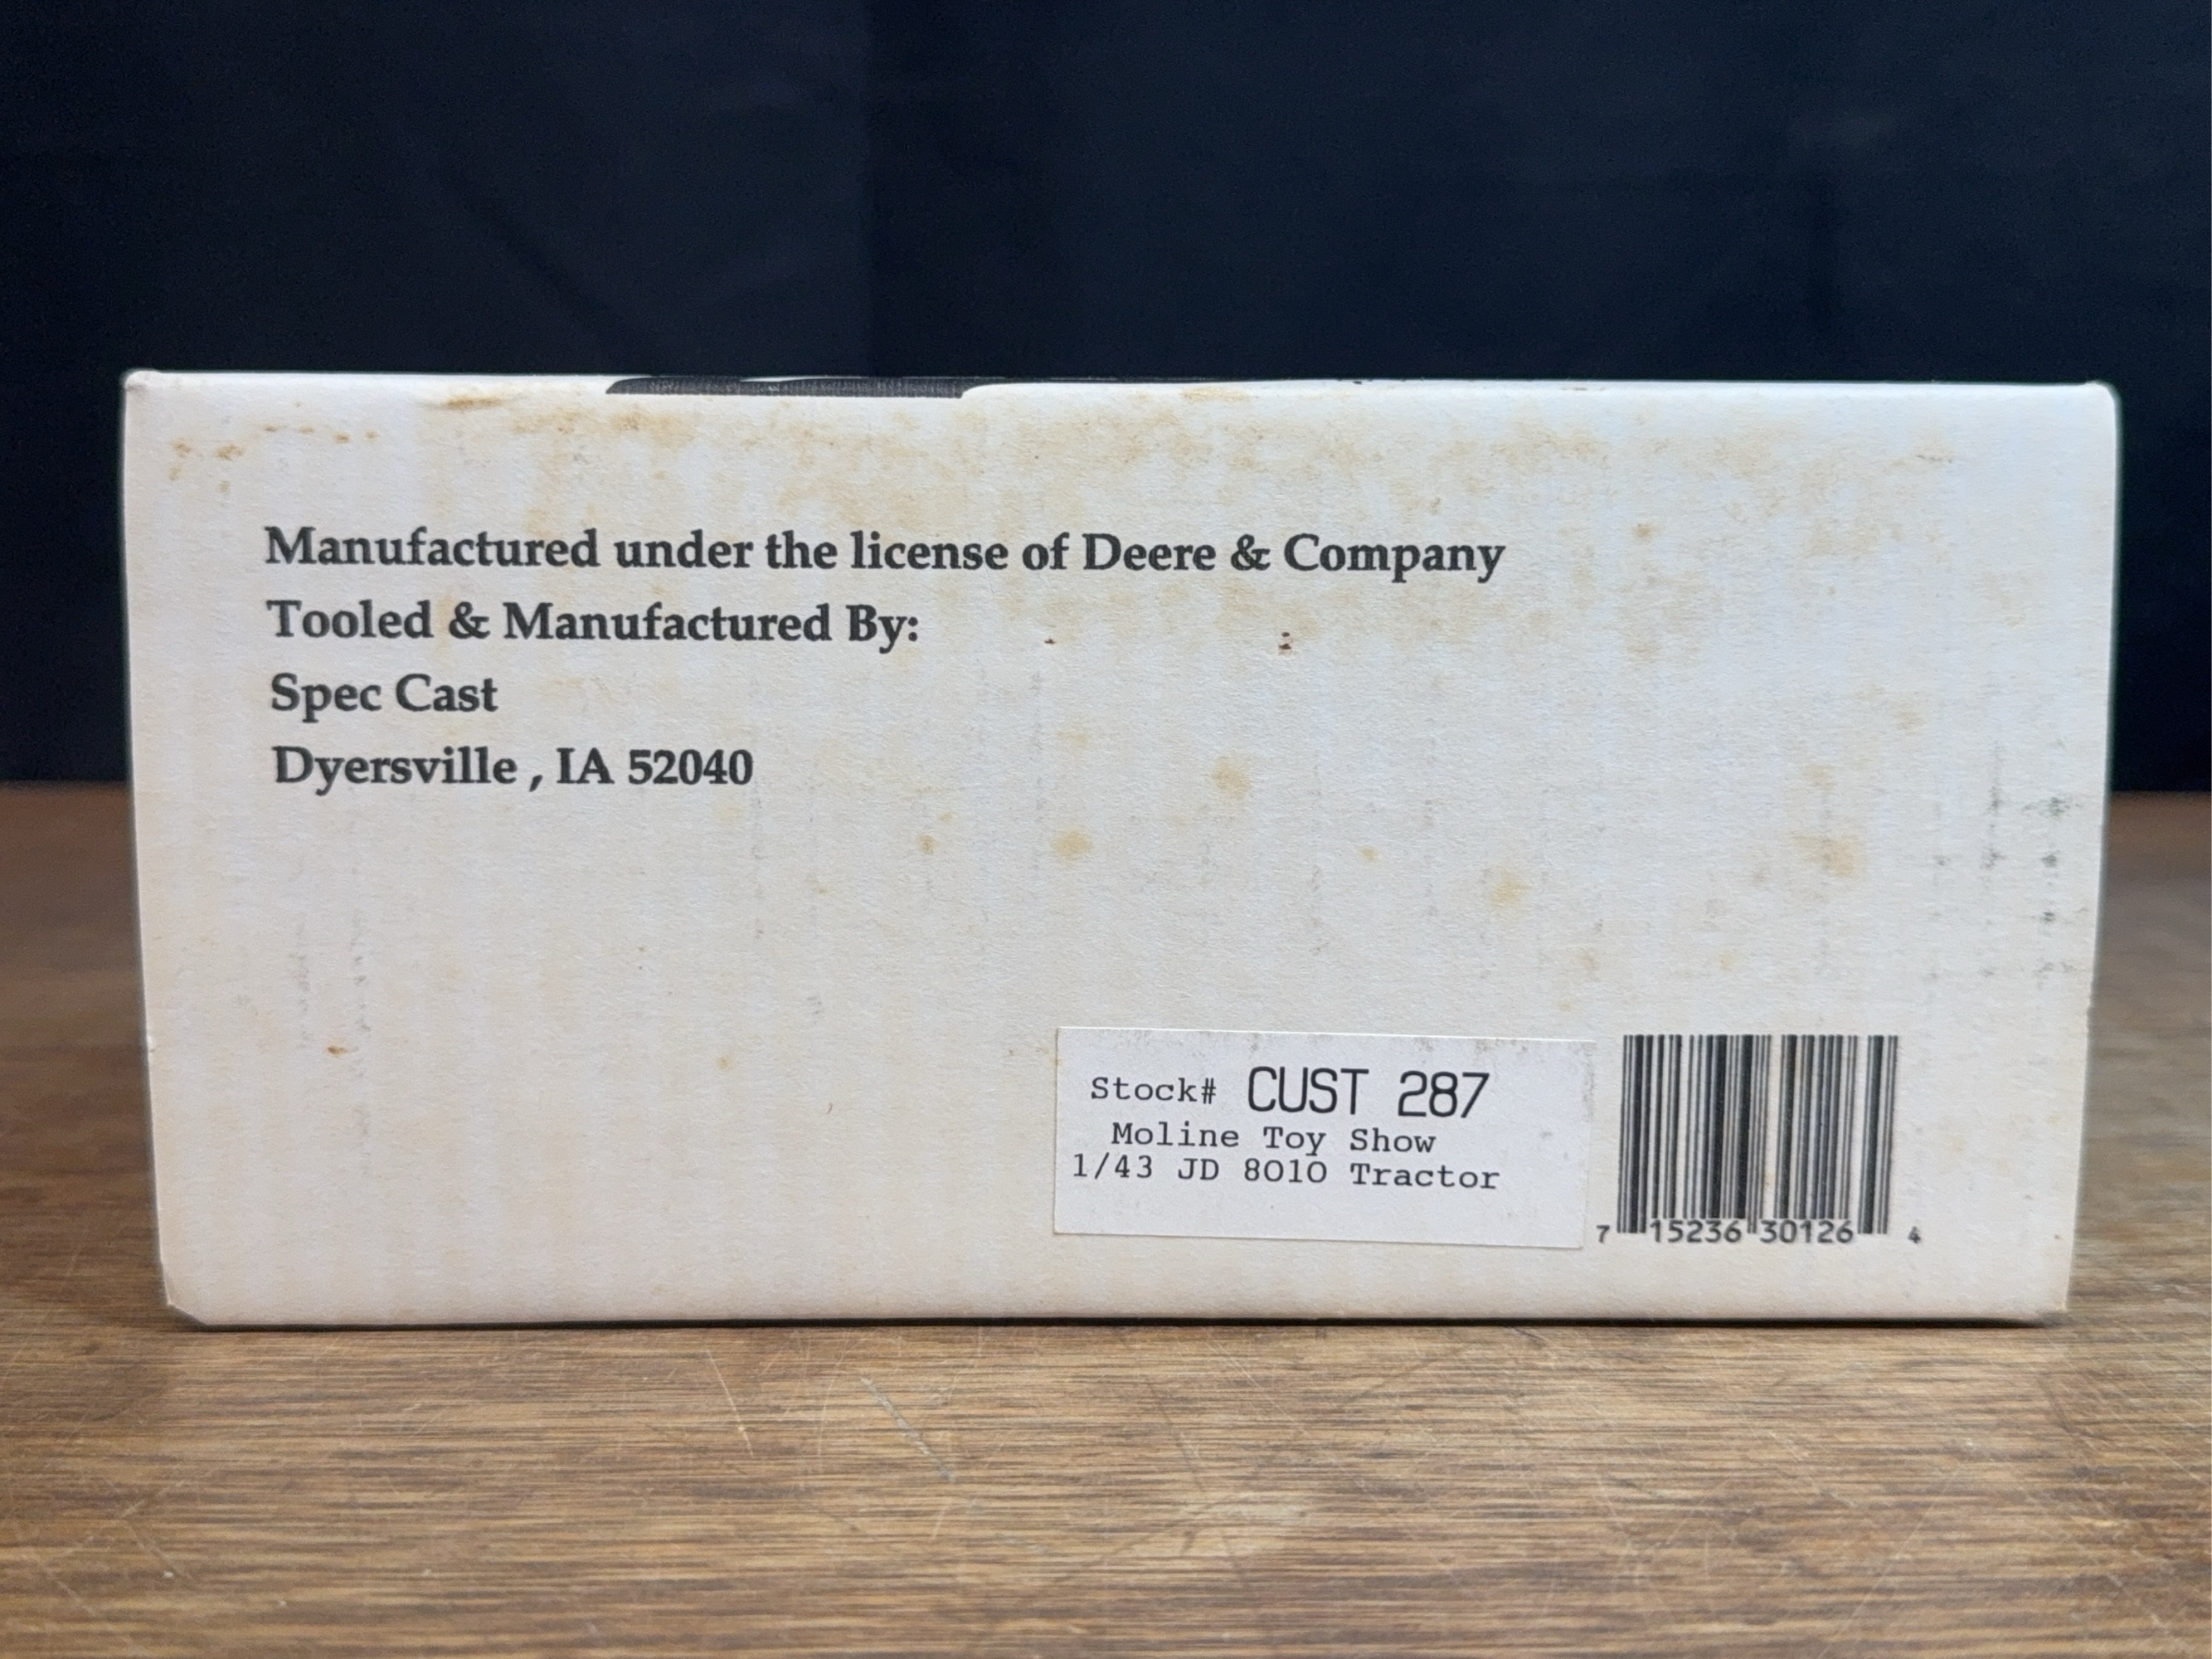 Manufactured under the license of Deere & Company
Tooled & Manufactured By:
Spec Cast
Dyersville , IA 52040
Stock# CUST 287
Moline Toy Show
1/43 JD 8010 Tractor
7 15236 30126 4